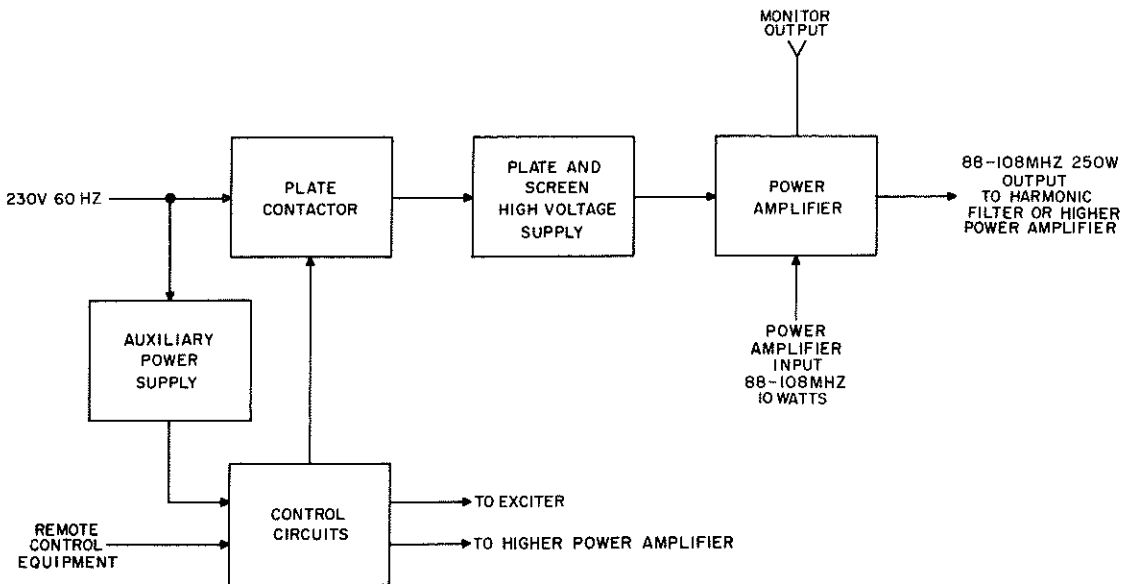 MONITOR
OUTPUT
230V 60 HZ
PLATE
CONTACTOR
PLATE AND
SCREEN
HIGH VOLTAGE
SUPPLY
POWER
AMPLIFIER
88-108MHZ 250W
OUTPUT
TO HARMONIC
FILTER OR HIGHER
POWER AMPLIFIER
AUXILIARY
POWER
SUPPLY
POWER
AMPLIFIER
INPUT
88-108MHZ
10 WATTS
REMOTE
CONTROL
EQUIPMENT
CONTROL
CIRCUITS
TO EXCITER
TO HIGHER POWER AMPLIFIER